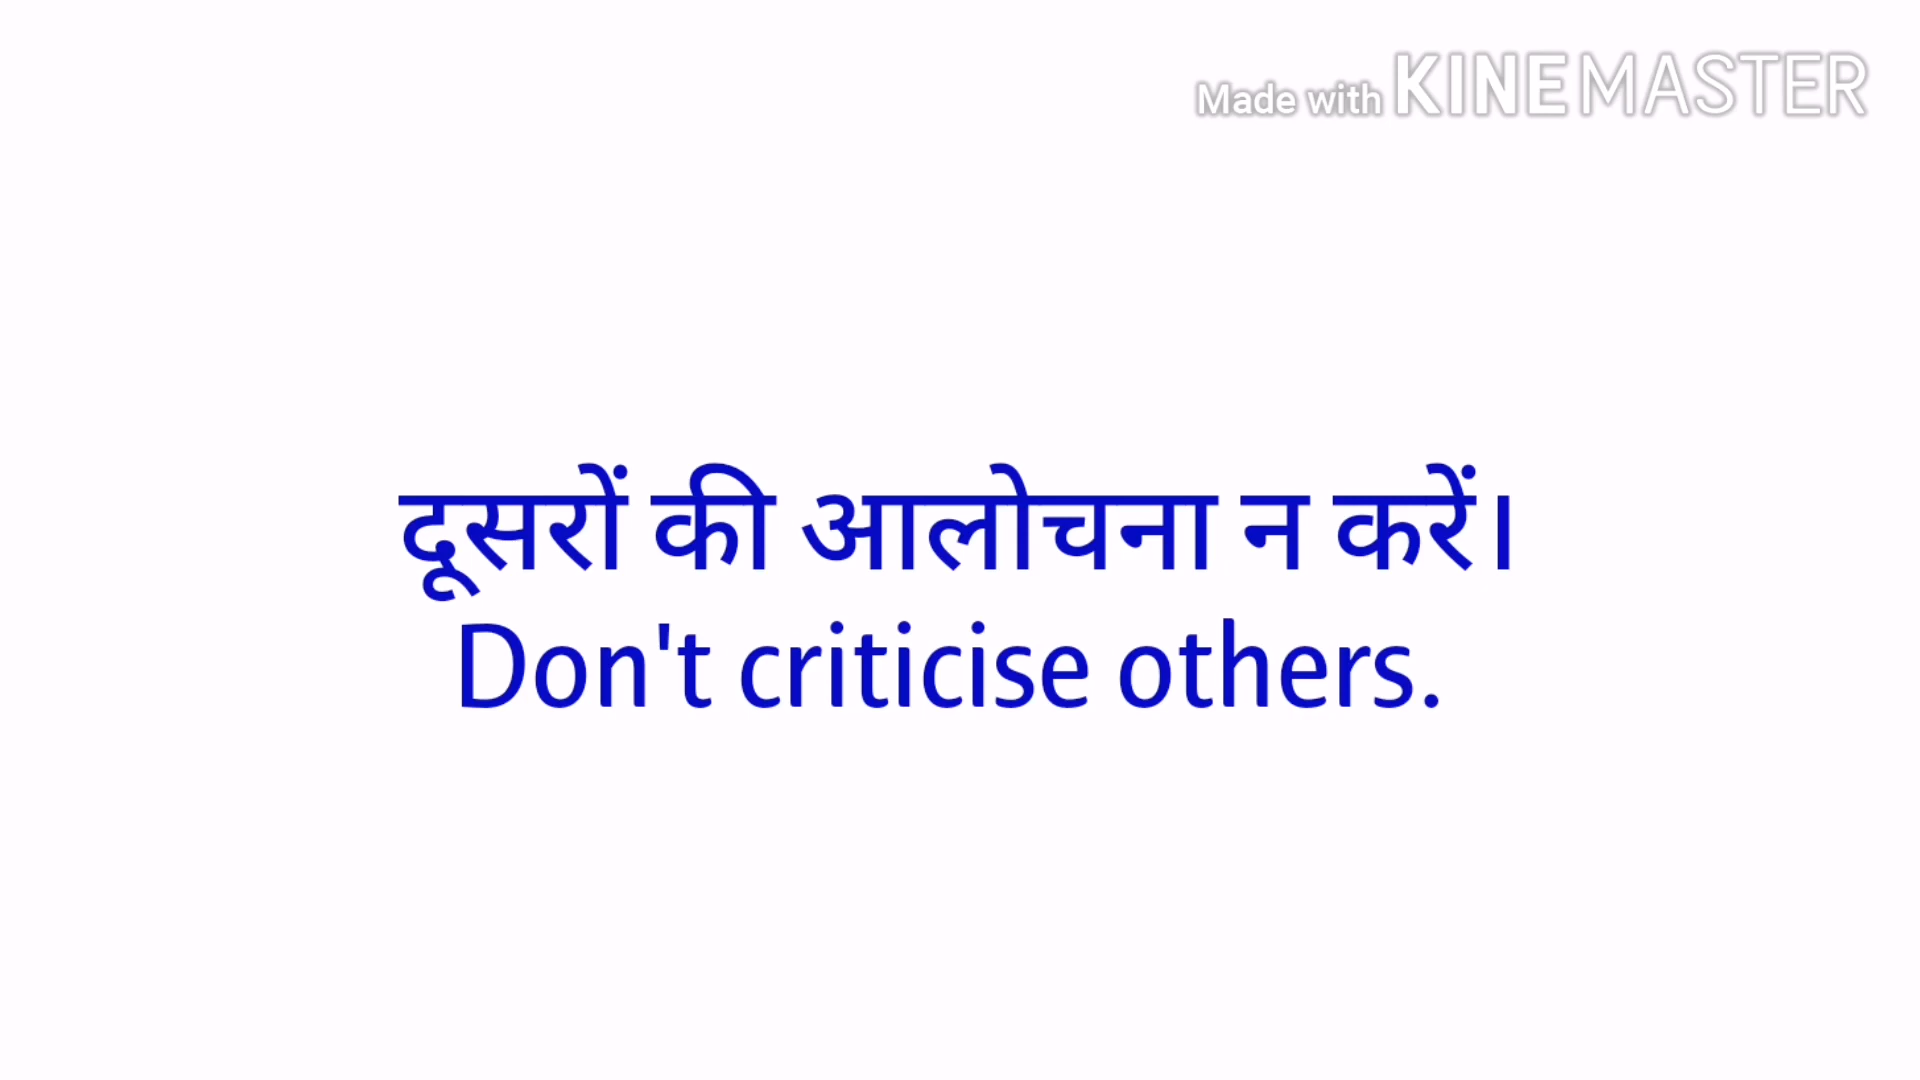 Made with KINEMASTER
दूसरों की आलोचना न करें।
Don't criticise others.